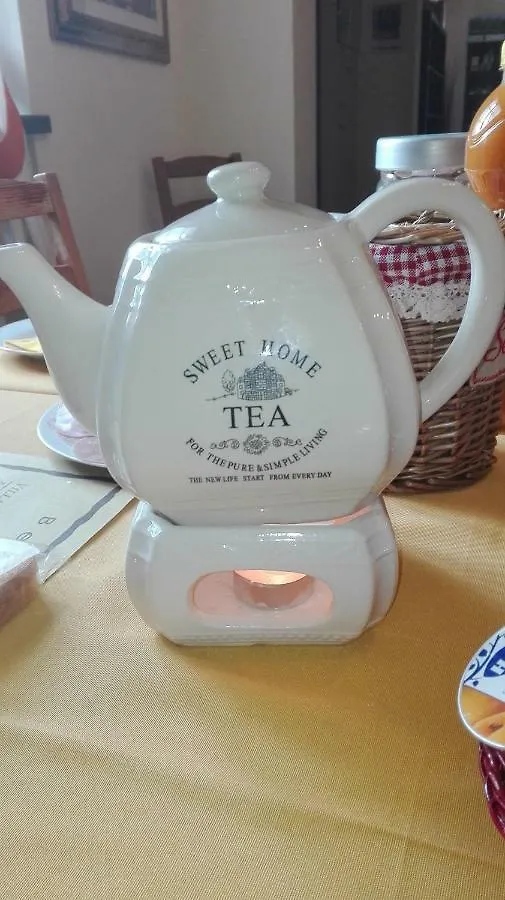 SWEET HOME
TEA
FOR THE PURE & SIMPLE LIVING
THE NEW LIFE START FROM EVERY DAY